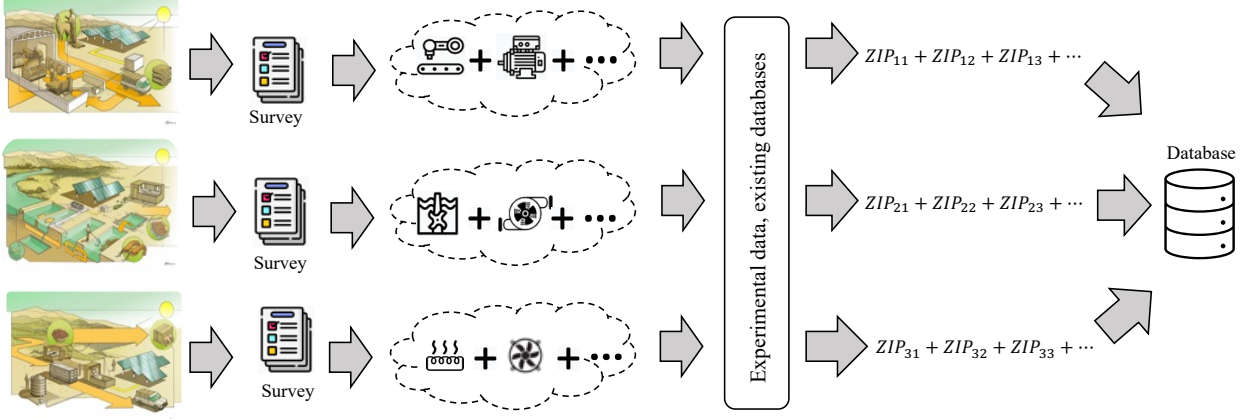 Survey
ZIP₁₁ + ZIP₁₂ + ZIP₁₃ + ⋯
Survey
ZIP₂₁ + ZIP₂₂ + ZIP₂₃ + ⋯
Survey
ZIP₃₁ + ZIP₃₂ + ZIP₃₃ + ⋯
Experimental data, existing databases
Database